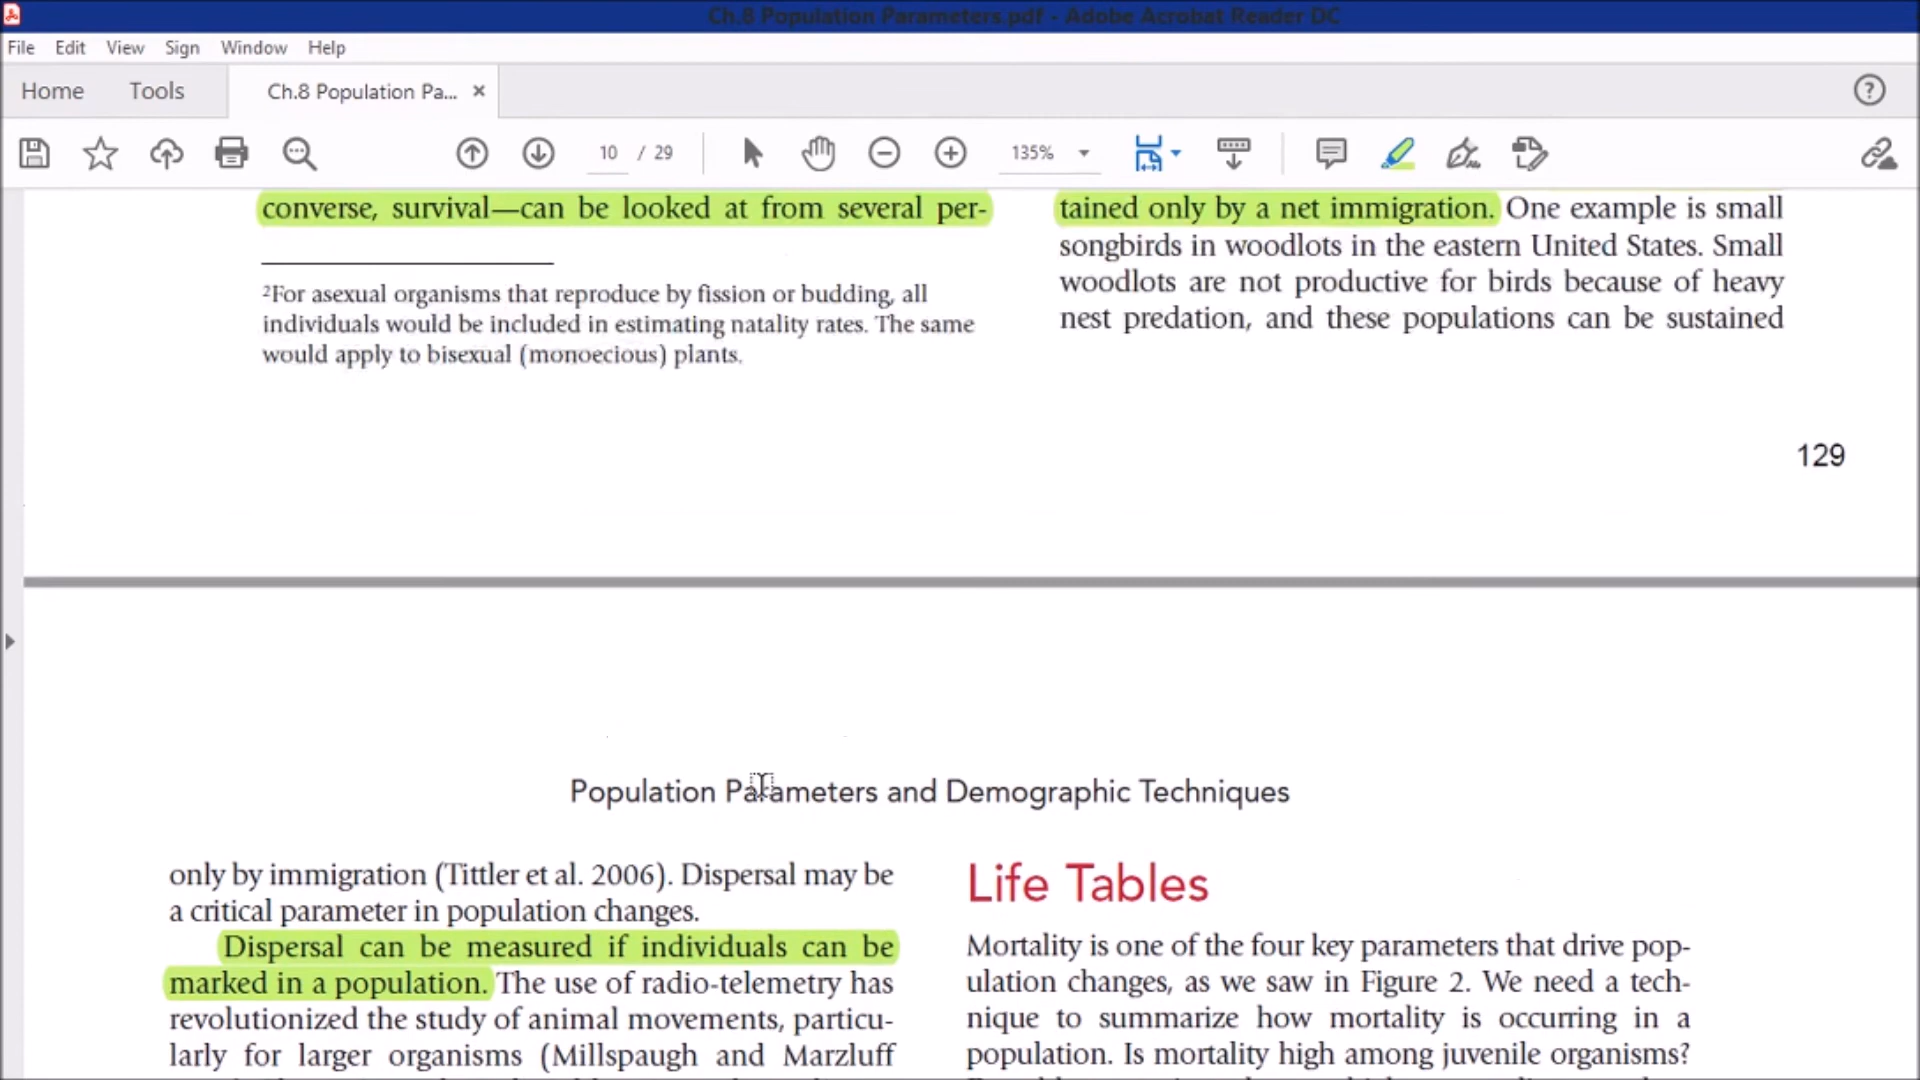 Ch.8 Population Parameters.pdf - Adobe Acrobat Reader DC
File Edit View Sign Window Help
Home Tools Ch.8 Population Pa... ×
10 / 29 135%
converse, survival—can be looked at from several per-
²For asexual organisms that reproduce by fission or budding, all
individuals would be included in estimating natality rates. The same
would apply to bisexual (monoecious) plants.
tained only by a net immigration. One example is small
songbirds in woodlots in the eastern United States. Small
woodlots are not productive for birds because of heavy
nest predation, and these populations can be sustained
129
Population Parameters and Demographic Techniques
only by immigration (Tittler et al. 2006). Dispersal may be
a critical parameter in population changes.
Dispersal can be measured if individuals can be
marked in a population. The use of radio-telemetry has
revolutionized the study of animal movements, particu-
larly for larger organisms (Millspaugh and Marzluff
Life Tables
Mortality is one of the four key parameters that drive pop-
ulation changes, as we saw in Figure 2. We need a tech-
nique to summarize how mortality is occurring in a
population. Is mortality high among juvenile organisms?